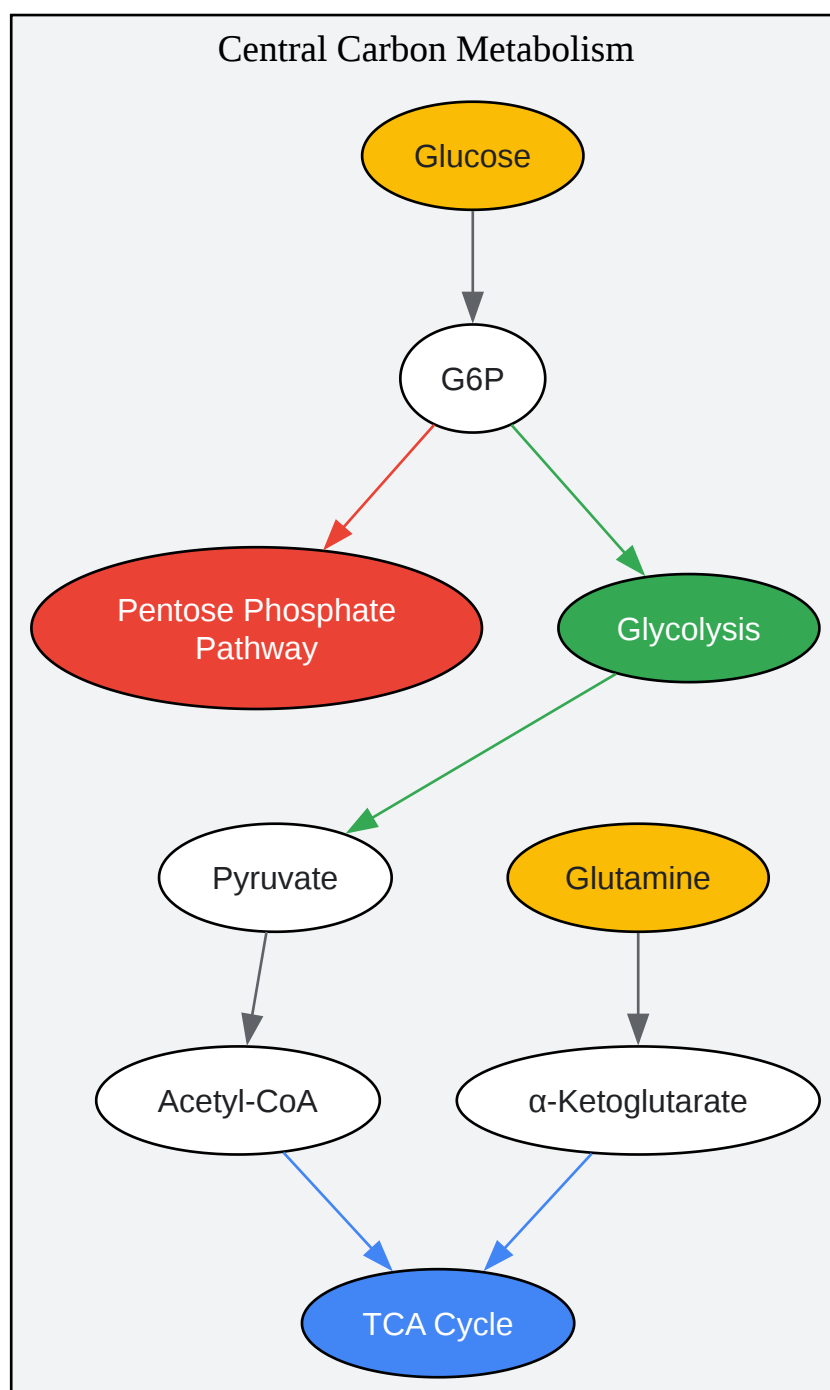 Central Carbon Metabolism
Glucose
G6P
Pentose Phosphate
Pathway
Glycolysis
Pyruvate
Glutamine
Acetyl-CoA
α-Ketoglutarate
TCA Cycle